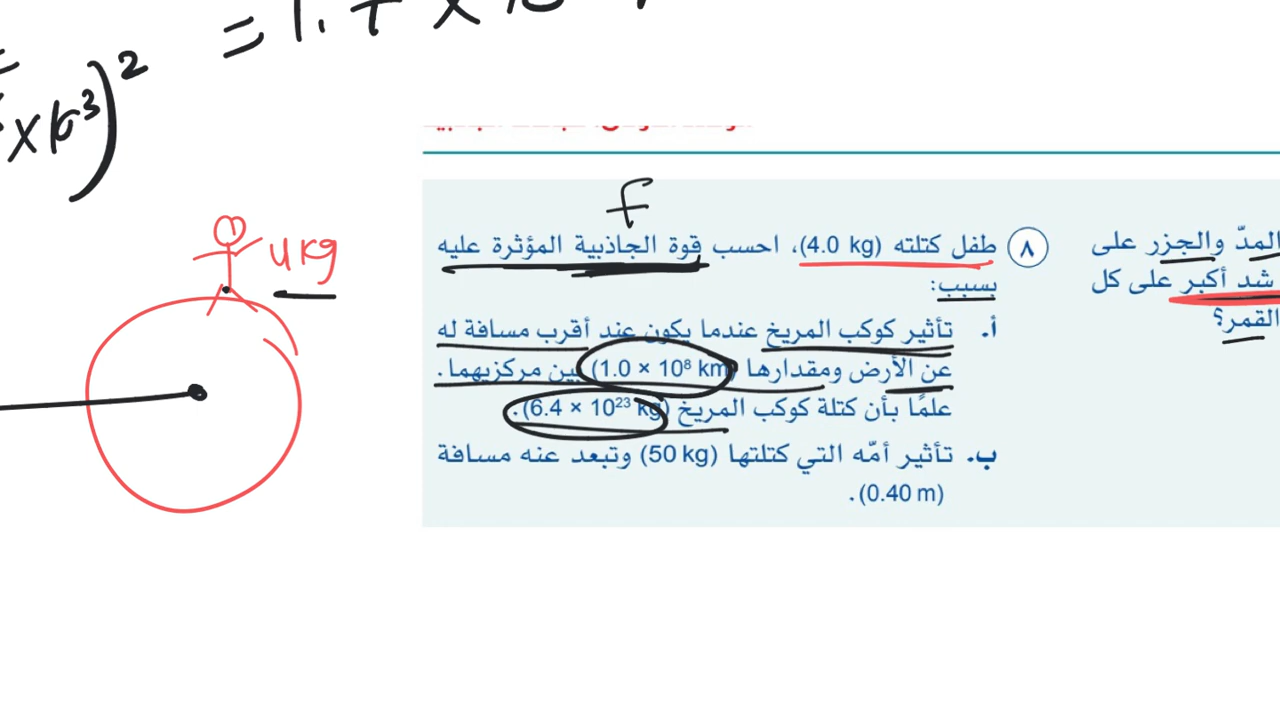 ×10³)²
=
f
4kg
٨ طفل كتلته (4.0 kg)، احسب قوة الجاذبية المؤثرة عليه
بسبب:
أ. تأثير كوكب المريخ عندما يكون عند أقرب مسافة له
عن الأرض ومقدارها (1.0 × 10⁸ km) بين مركزيهما.
علمًا بأن كتلة كوكب المريخ (6.4 × 10²³ kg).
ب. تأثير أمّه التي كتلتها (50 kg) وتبعد عنه مسافة
(0.40 m).
المدّ والجزر على
شد أكبر على كل
القمر؟